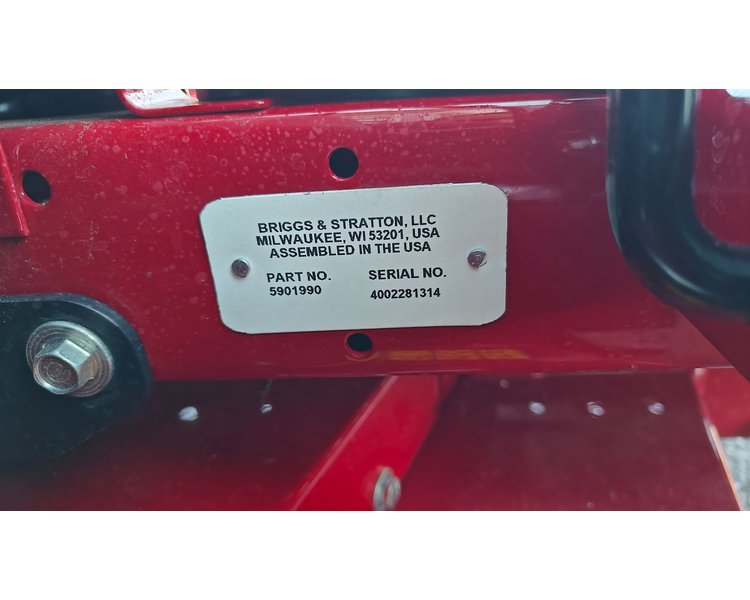 BRIGGS & STRATTON, LLC
MILWAUKEE, WI 53201, USA
ASSEMBLED IN THE USA
PART NO. SERIAL NO.
5901990 4002281314